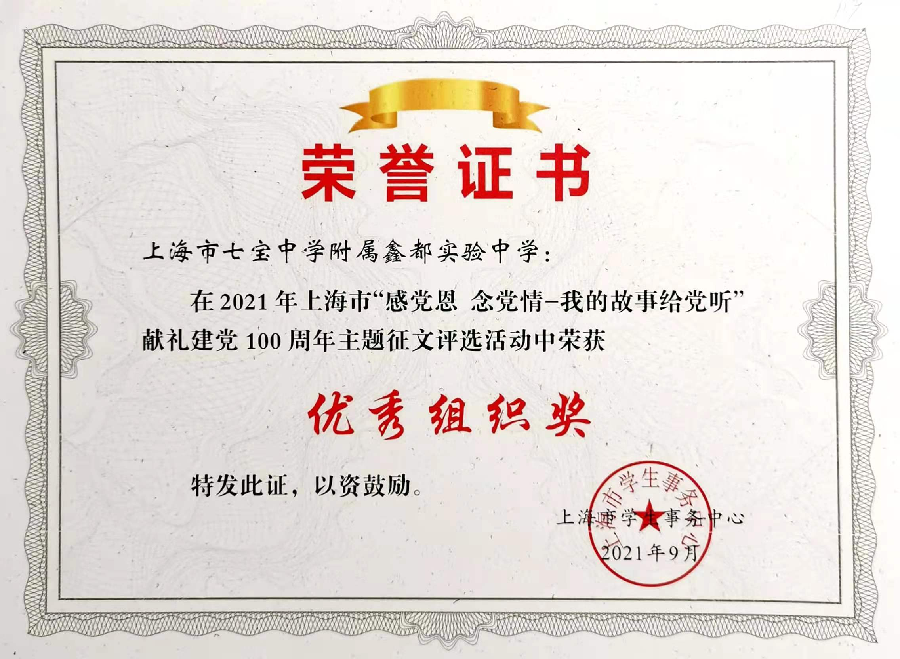 荣誉证书
上海市七宝中学附属鑫都实验中学：
在 2021 年上海市“感党恩 念党情-我的故事给党听”
献礼建党 100 周年主题征文评选活动中荣获
优秀组织奖
特发此证，以资鼓励。
上海市学生事务中心
上海市学生事务中心
2021年9月